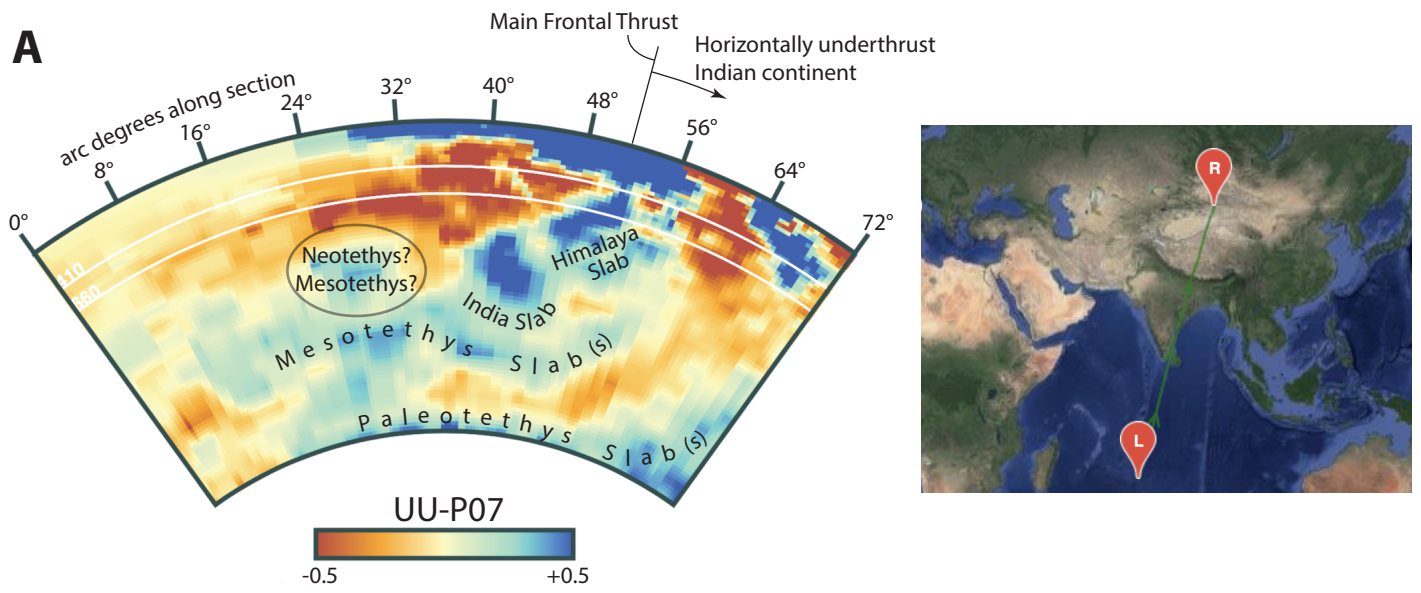 A
Main Frontal Thrust
Horizontally underthrust
Indian continent
arc degrees along section
0°
8°
16°
24°
32°
40°
48°
56°
64°
72°
410
660
Neotethys?
Mesotethys?
Himalaya
Slab
India Slab
Mesotethys Slab(s)
Paleotethys Slab(s)
UU-P07
-0.5
+0.5
R
L